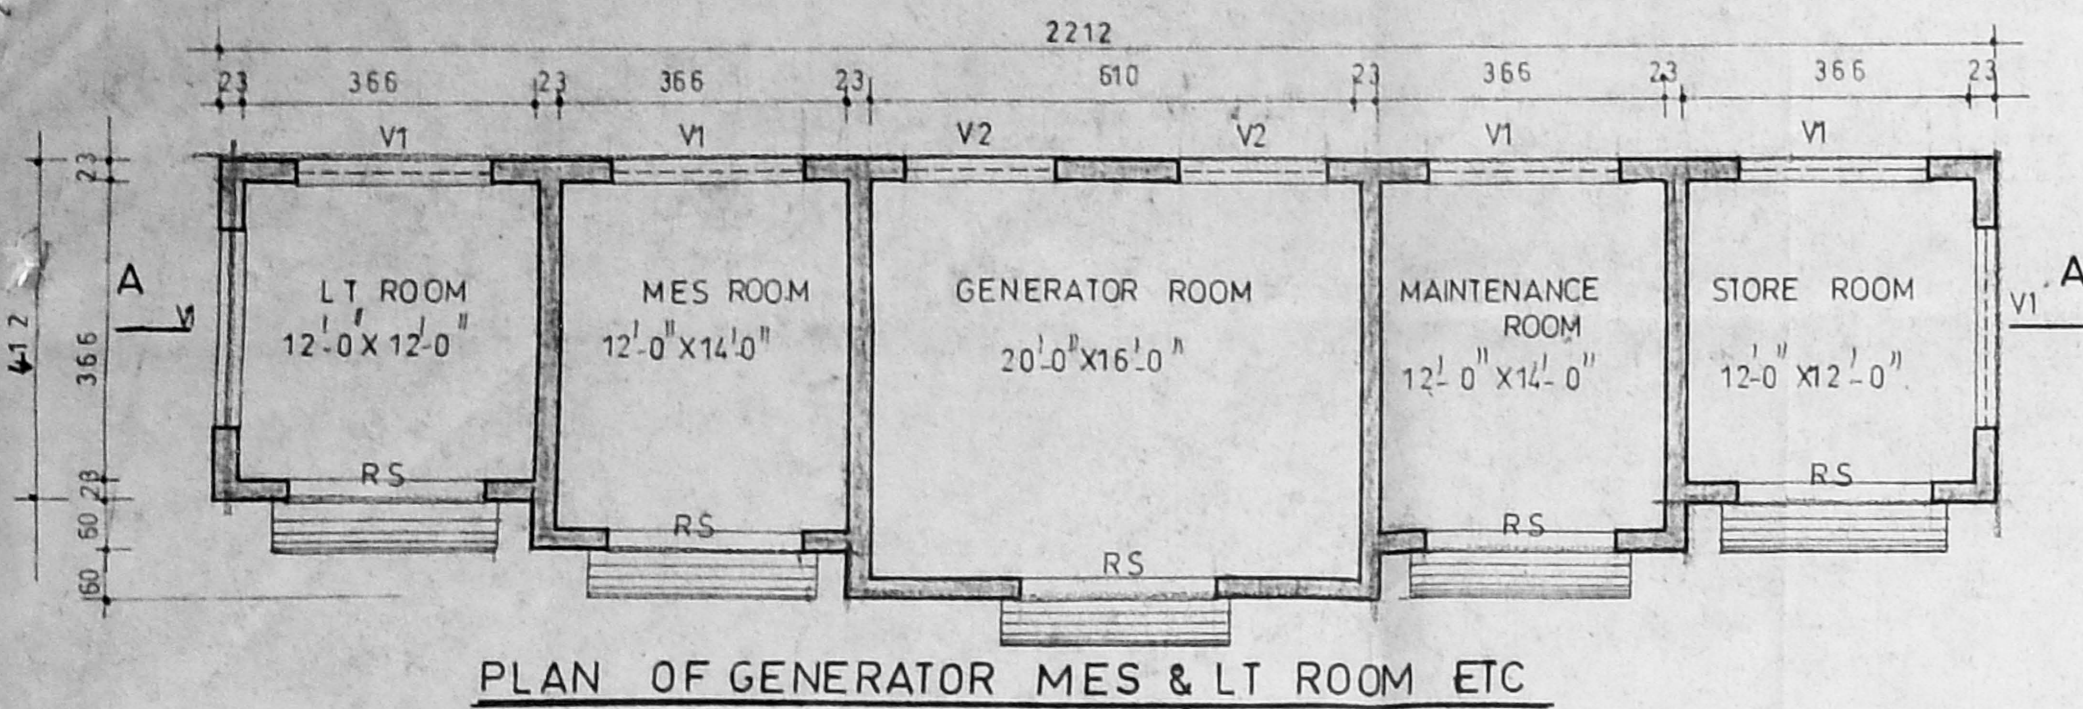 2212
23 366 23 366 23 610 23 366 23 366 23
V1 V1 V2 V2 V1 V1
23
366
412
23
60
60
A
V1
LT ROOM
12'-0" X 12'-0"
MES ROOM
12'-0" X 14'-0"
GENERATOR ROOM
20'-0" X 16'-0"
MAINTENANCE
ROOM
12'-0" X 14'-0"
STORE ROOM
12'-0" X 12'-0"
A
V1
RS RS RS RS RS
PLAN OF GENERATOR MES & LT ROOM ETC